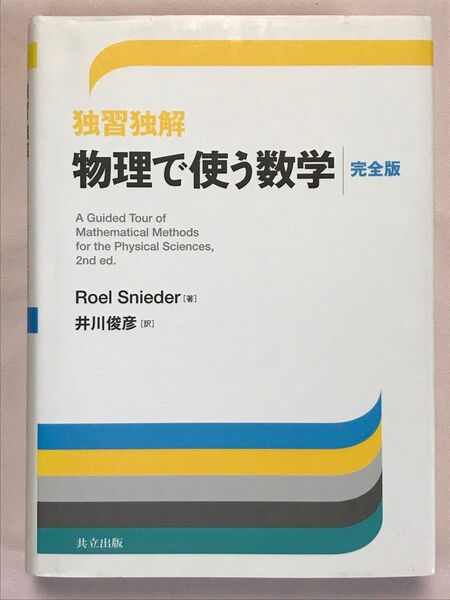 独習独解
物理で使う数学 完全版
A Guided Tour of
Mathematical Methods
for the Physical Sciences,
2nd ed.
Roel Snieder [著]
井川俊彦 [訳]
共立出版